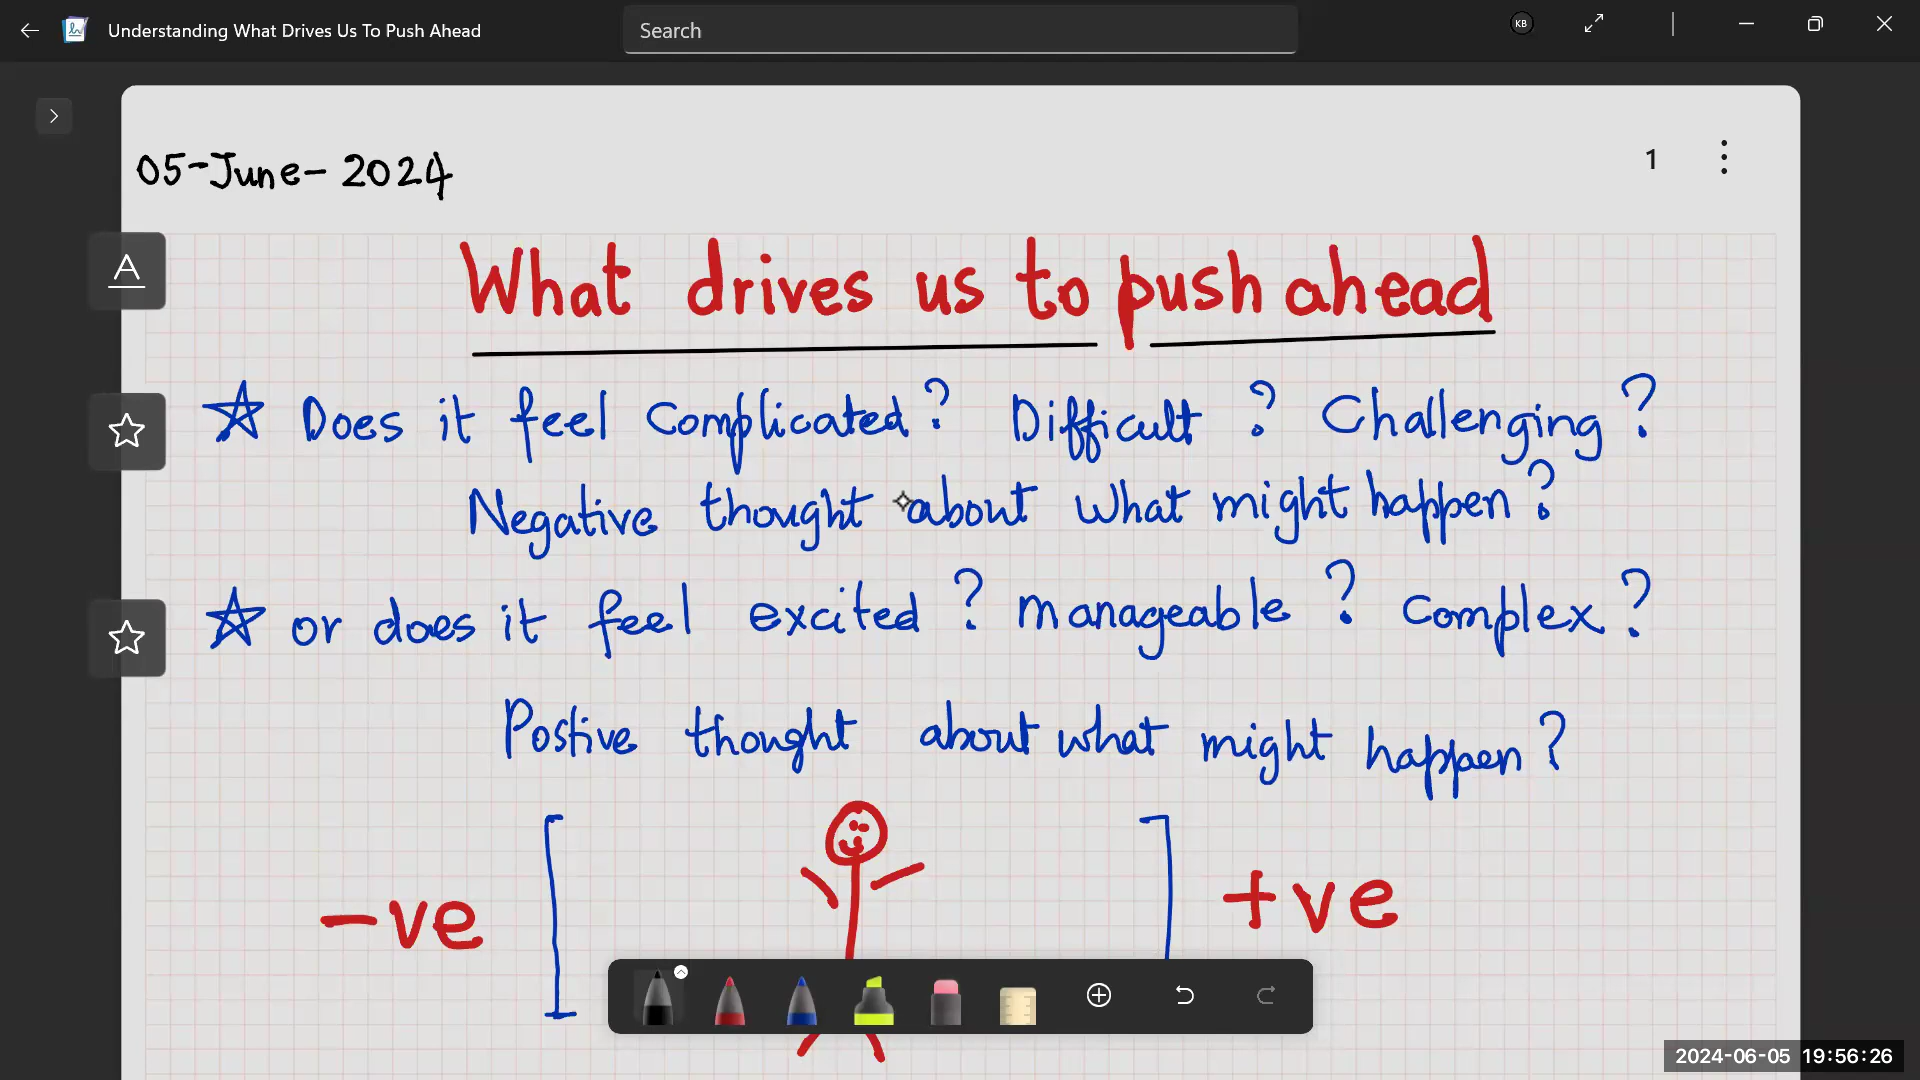 Understanding What Drives Us To Push Ahead
Search
KB
05-June-2024
1
What drives us to push ahead
Does it feel Complicated? Difficult? Challenging?
Negative thought about what might happen?
or does it feel excited? Manageable? Complex?
Postive thought about what might happen?
-ve
+ve
A
2024-06-05 19:56:26